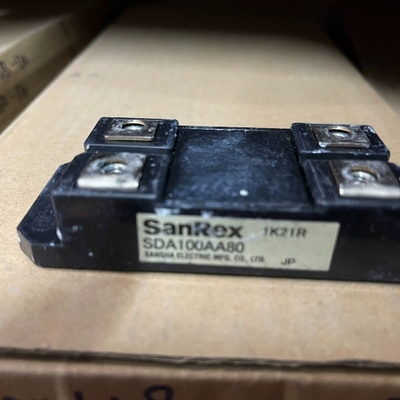 SanRex 1K21R
SDA100AA80
SANSHA ELECTRIC MFG. CO., LTD. JP